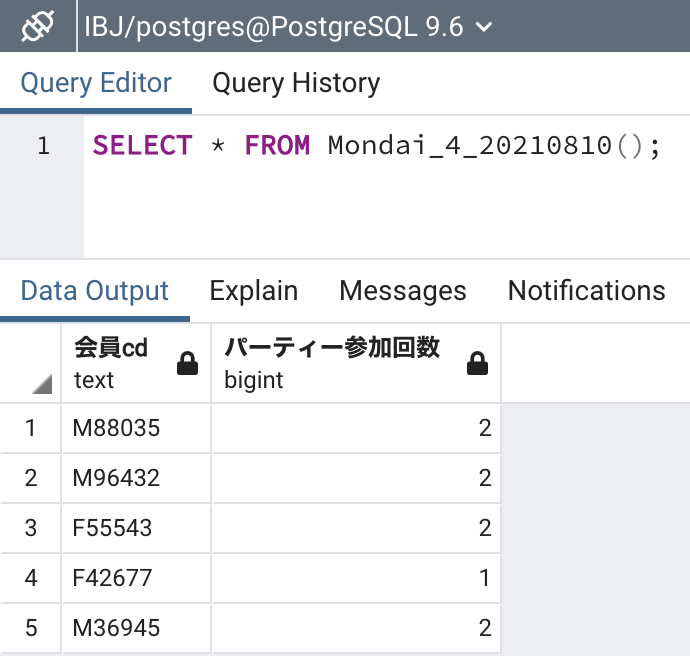 IBJ/postgres@PostgreSQL 9.6
Query Editor Query History
1 SELECT * FROM Mondai_4_20210810();
Data Output Explain Messages Notifications
会員cd パーティー参加回数
text bigint
1 M88035 2
2 M96432 2
3 F55543 2
4 F42677 1
5 M36945 2